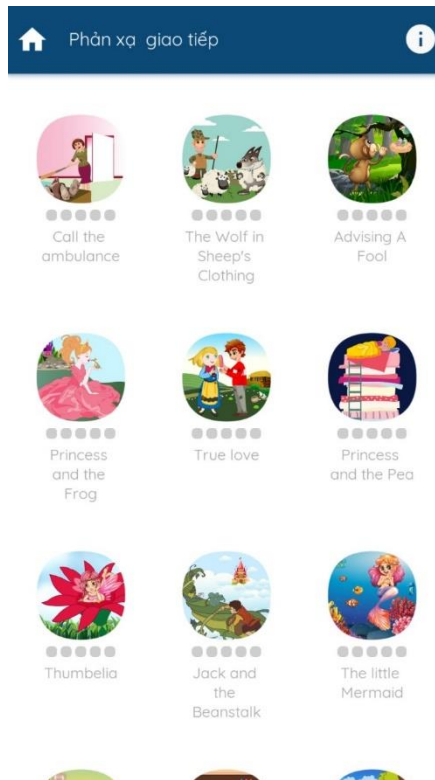 Phản xạ giao tiếp
i
Call the
ambulance
The Wolf in
Sheep's
Clothing
Advising A
Fool
Princess
and the
Frog
True love
Princess
and the Pea
Thumbelia
Jack and
the
Beanstalk
The little
Mermaid